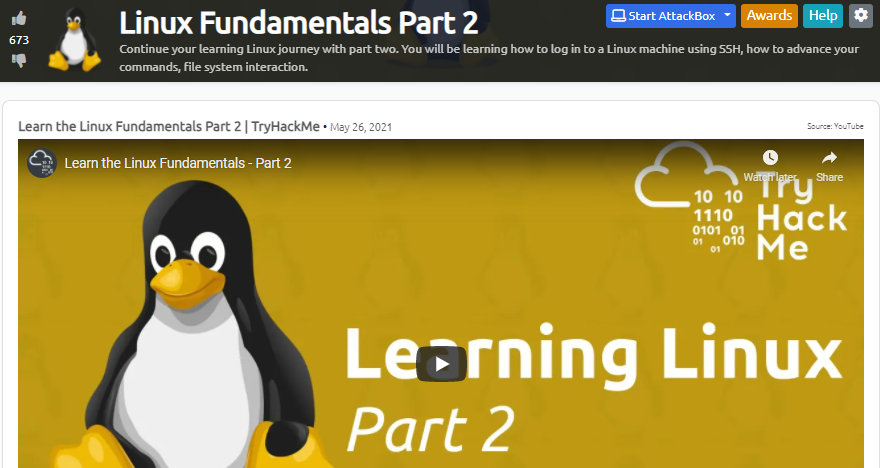 Linux Fundamentals Part 2
Start AttackBox
Awards
Help
673
Continue your learning Linux journey with part two. You will be learning how to log in to a Linux machine using SSH, how to advance your
commands, file system interaction.
Learn the Linux Fundamentals Part 2 | TryHackMe • May 26, 2021
Source: YouTube
Learn the Linux Fundamentals - Part 2
Watch later
Share
10 10
1110
0101 01
01 010
01
Try
Hack
Me
Learning Linux
Part 2